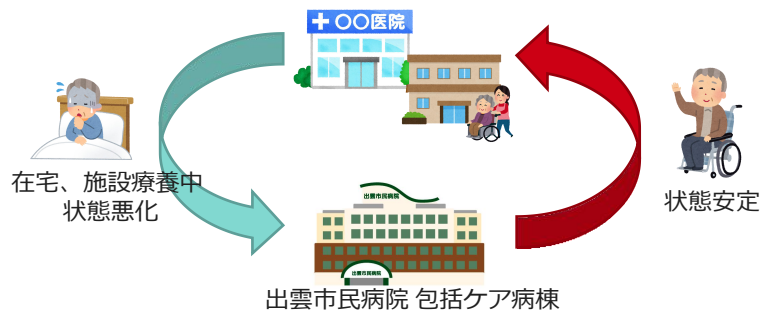 〇〇医院
在宅、施設療養中
状態悪化
状態安定
出雲市民病院
出雲市民病院
出雲市民病院 包括ケア病棟